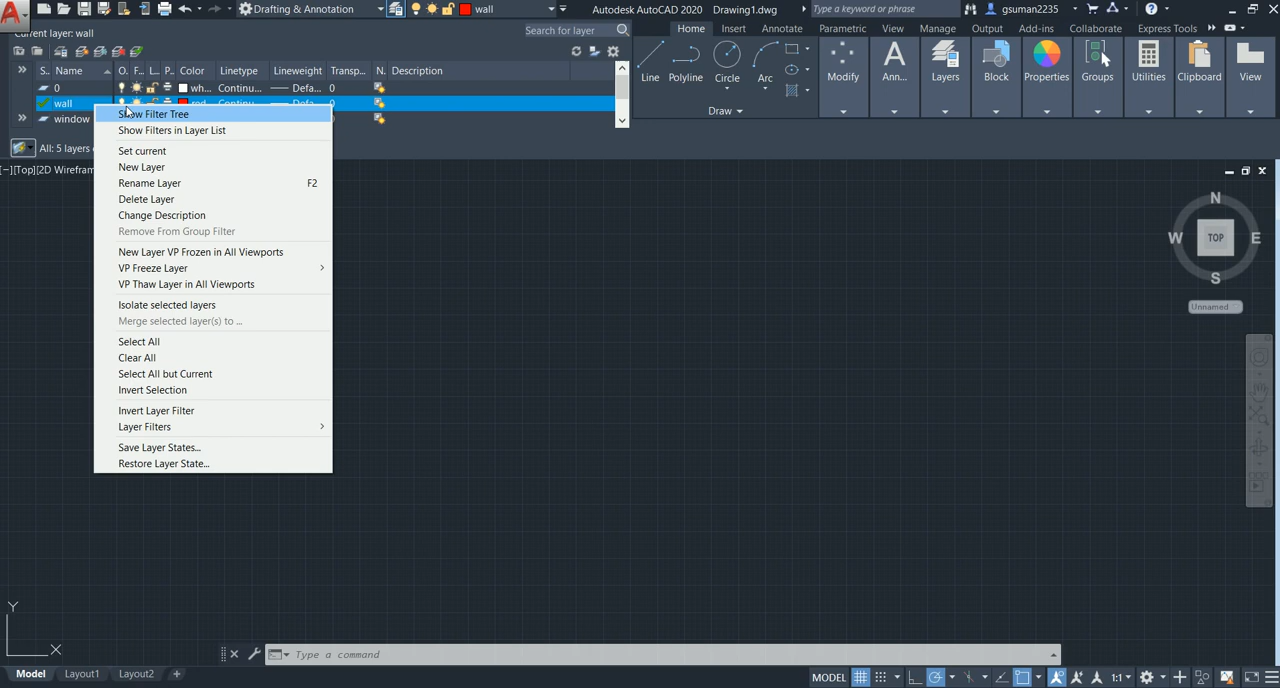 Drafting & Annotation wall Autodesk AutoCAD 2020 Drawing1.dwg Type a keyword or phrase gsuman2235
Current layer: wall Search for layer Home Insert Annotate Parametric View Manage Output Add-ins Collaborate Express Tools
S.. Name O. F.. L.. P.. Color Linetype Lineweight Transp... N. Description
0 wh... Continu... Defa... 0
wall red Continu... Defa... 0
window
Line Polyline Circle Arc Modify Ann... Layers Block Properties Groups Utilities Clipboard View
Draw
All: 5 layers
[−][Top][2D Wirefram
Show Filter Tree
Show Filters in Layer List
Set current
New Layer
Rename Layer F2
Delete Layer
Change Description
Remove From Group Filter
New Layer VP Frozen in All Viewports
VP Freeze Layer
VP Thaw Layer in All Viewports
Isolate selected layers
Merge selected layer(s) to ...
Select All
Clear All
Select All but Current
Invert Selection
Invert Layer Filter
Layer Filters
Save Layer States...
Restore Layer State...
N
W TOP E
S
Unnamed
Y
X
Type a command
Model Layout1 Layout2 + MODEL 1:1